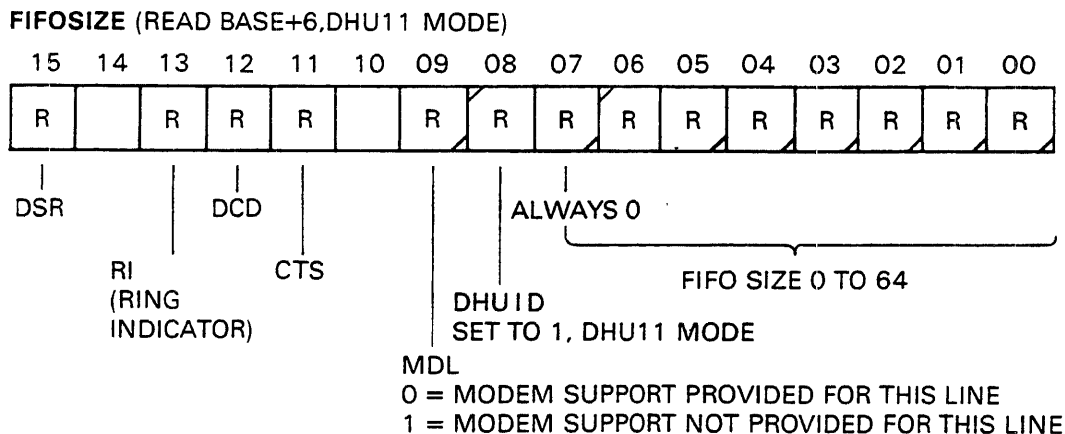 FIFOSIZE (READ BASE+6,DHU11 MODE)
15 14 13 12 11 10 09 08 07 06 05 04 03 02 01 00
R R R R R R R R R R R R R R
DSR DCD ALWAYS 0
RI CTS FIFO SIZE 0 TO 64
(RING DHUID
INDICATOR) SET TO 1, DHU11 MODE
MDL
0 = MODEM SUPPORT PROVIDED FOR THIS LINE
1 = MODEM SUPPORT NOT PROVIDED FOR THIS LINE